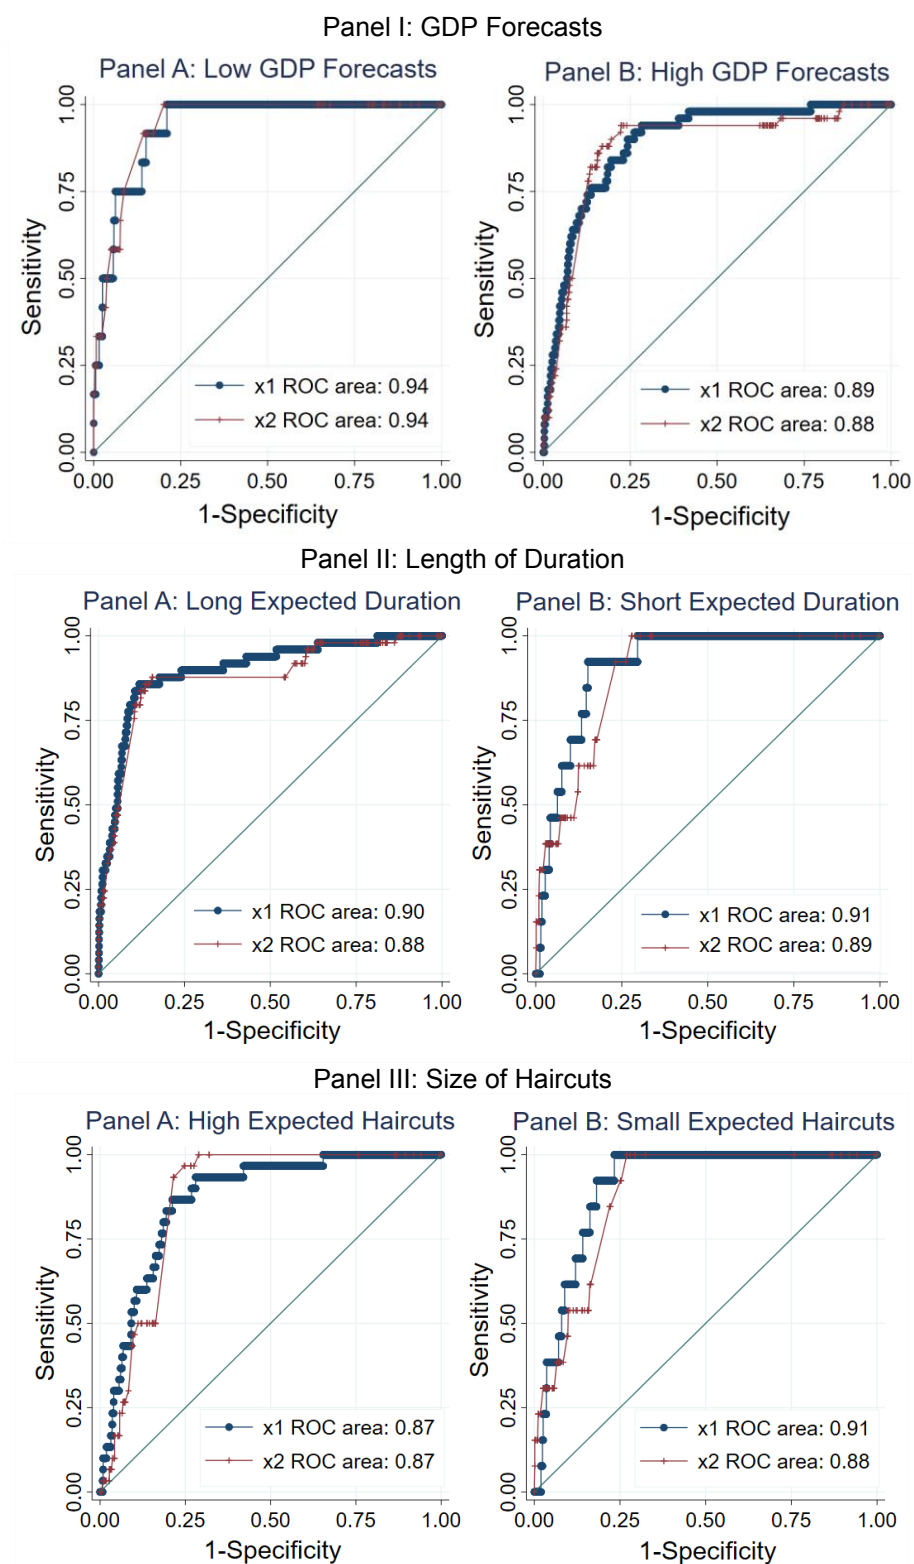 Panel I: GDP Forecasts
Panel A: Low GDP Forecasts
Sensitivity
1.00
0.75
0.50
0.25
0.00
x1 ROC area: 0.94
x2 ROC area: 0.94
0.00 0.25 0.50 0.75 1.00
1-Specificity
Panel B: High GDP Forecasts
Sensitivity
1.00
0.75
0.50
0.25
0.00
x1 ROC area: 0.89
x2 ROC area: 0.88
0.00 0.25 0.50 0.75 1.00
1-Specificity
Panel II: Length of Duration
Panel A: Long Expected Duration
Sensitivity
1.00
0.75
0.50
0.25
0.00
x1 ROC area: 0.90
x2 ROC area: 0.88
0.00 0.25 0.50 0.75 1.00
1-Specificity
Panel B: Short Expected Duration
Sensitivity
1.00
0.75
0.50
0.25
0.00
x1 ROC area: 0.91
x2 ROC area: 0.89
0.00 0.25 0.50 0.75 1.00
1-Specificity
Panel III: Size of Haircuts
Panel A: High Expected Haircuts
Sensitivity
1.00
0.75
0.50
0.25
0.00
x1 ROC area: 0.87
x2 ROC area: 0.87
0.00 0.25 0.50 0.75 1.00
1-Specificity
Panel B: Small Expected Haircuts
Sensitivity
1.00
0.75
0.50
0.25
0.00
x1 ROC area: 0.91
x2 ROC area: 0.88
0.00 0.25 0.50 0.75 1.00
1-Specificity